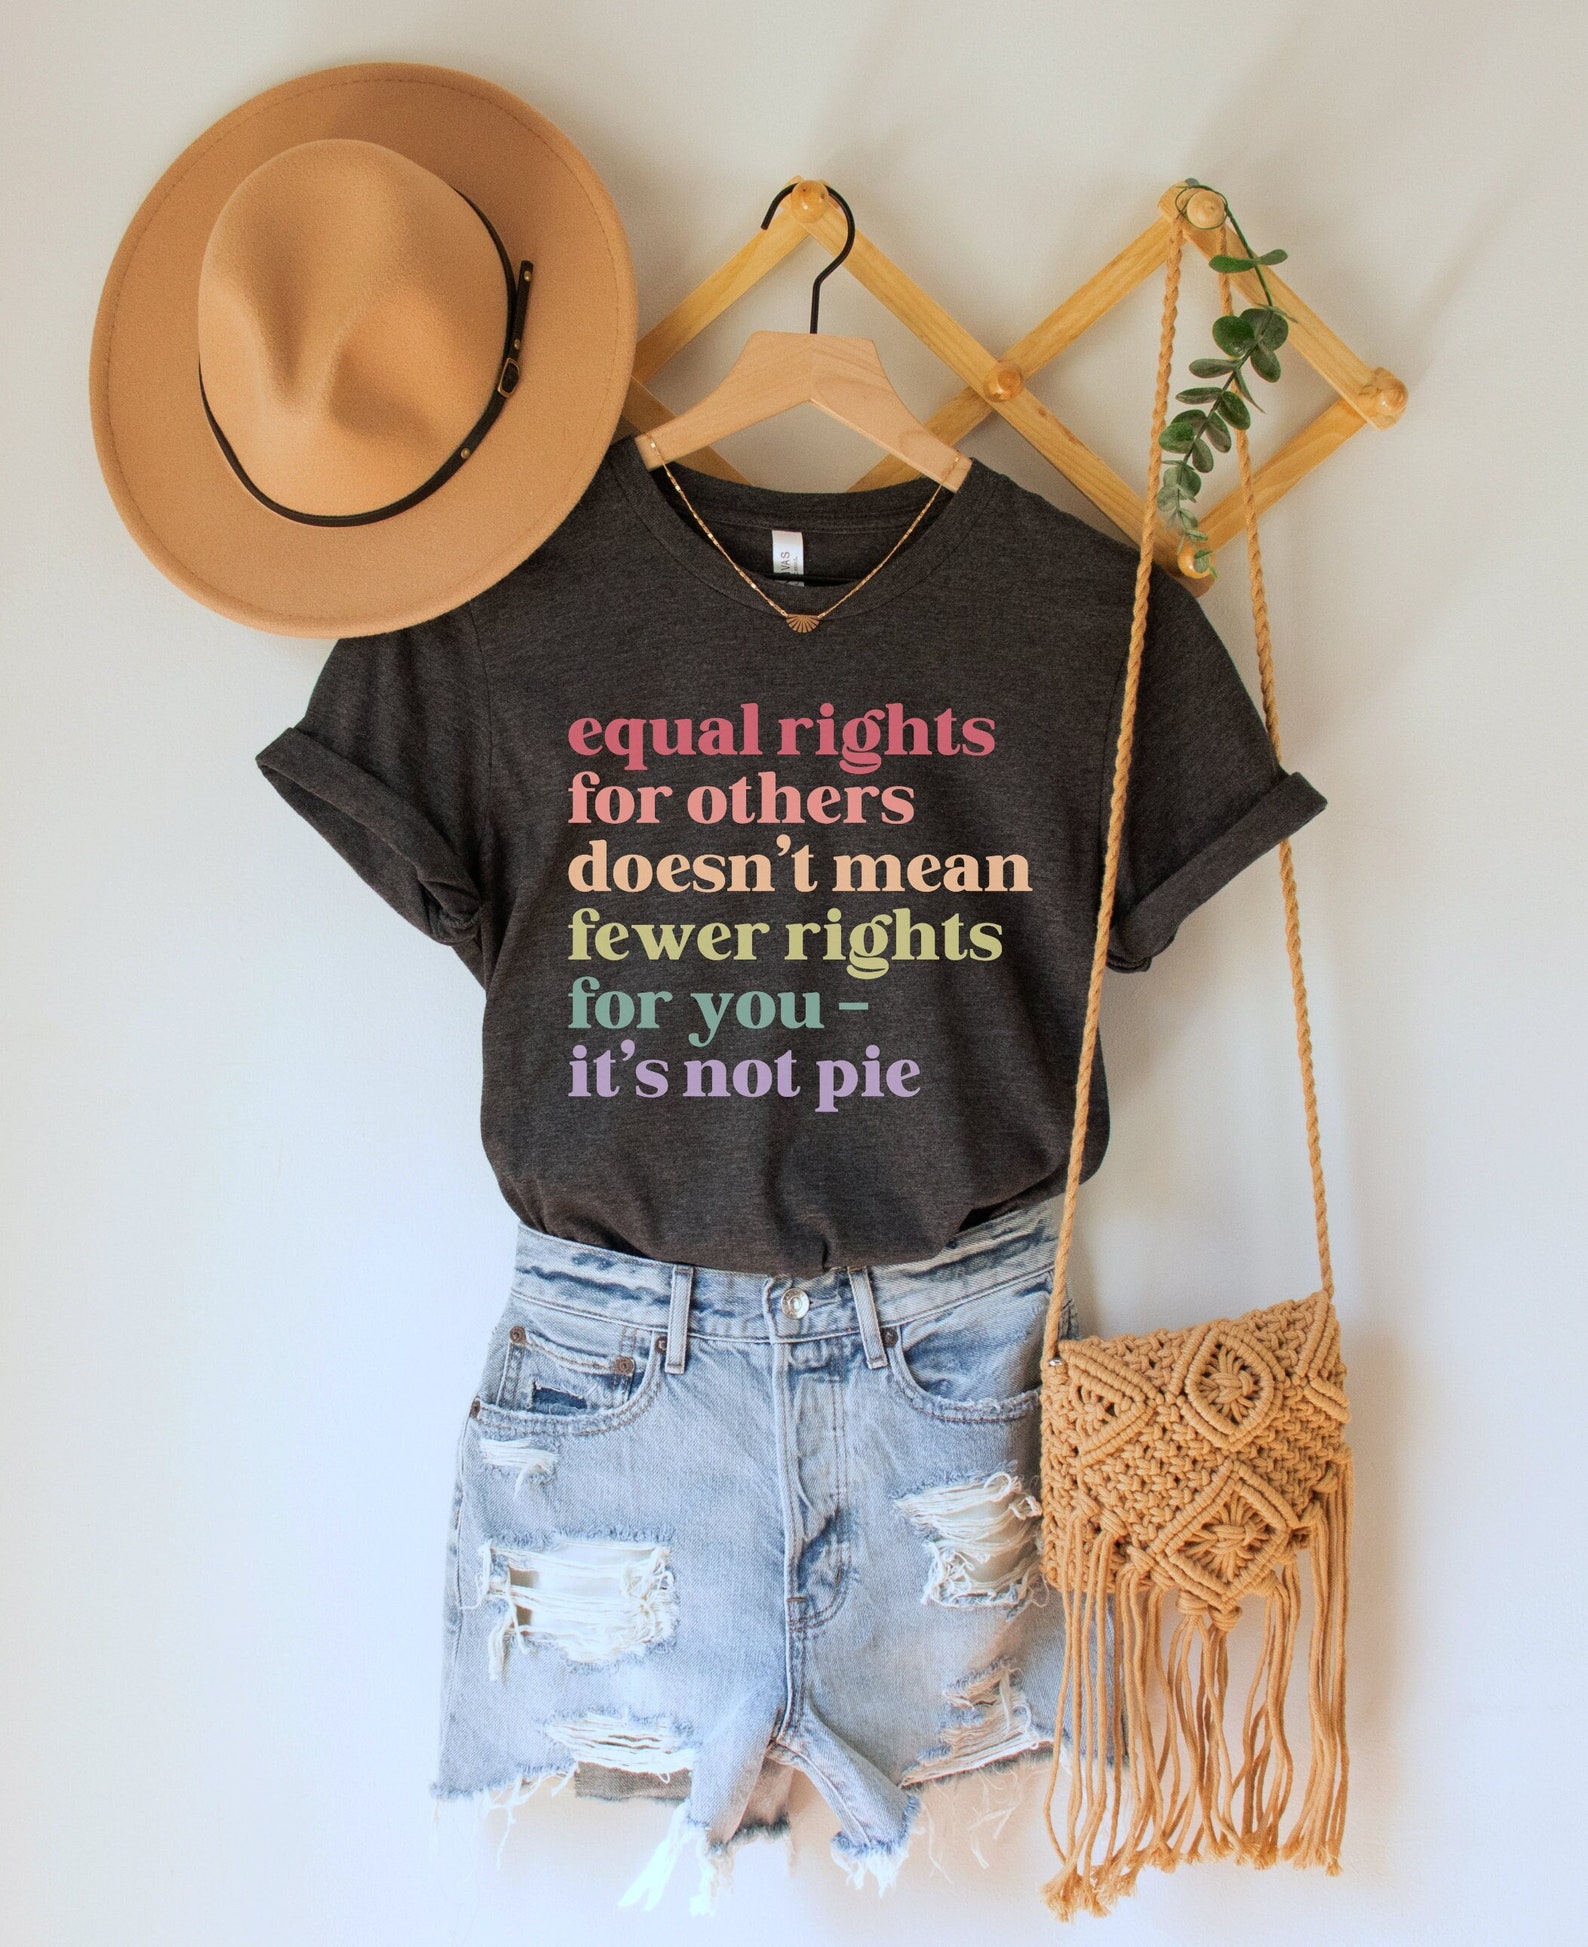 equal rights
for others
doesn't mean
fewer rights
for you –
it's not pie